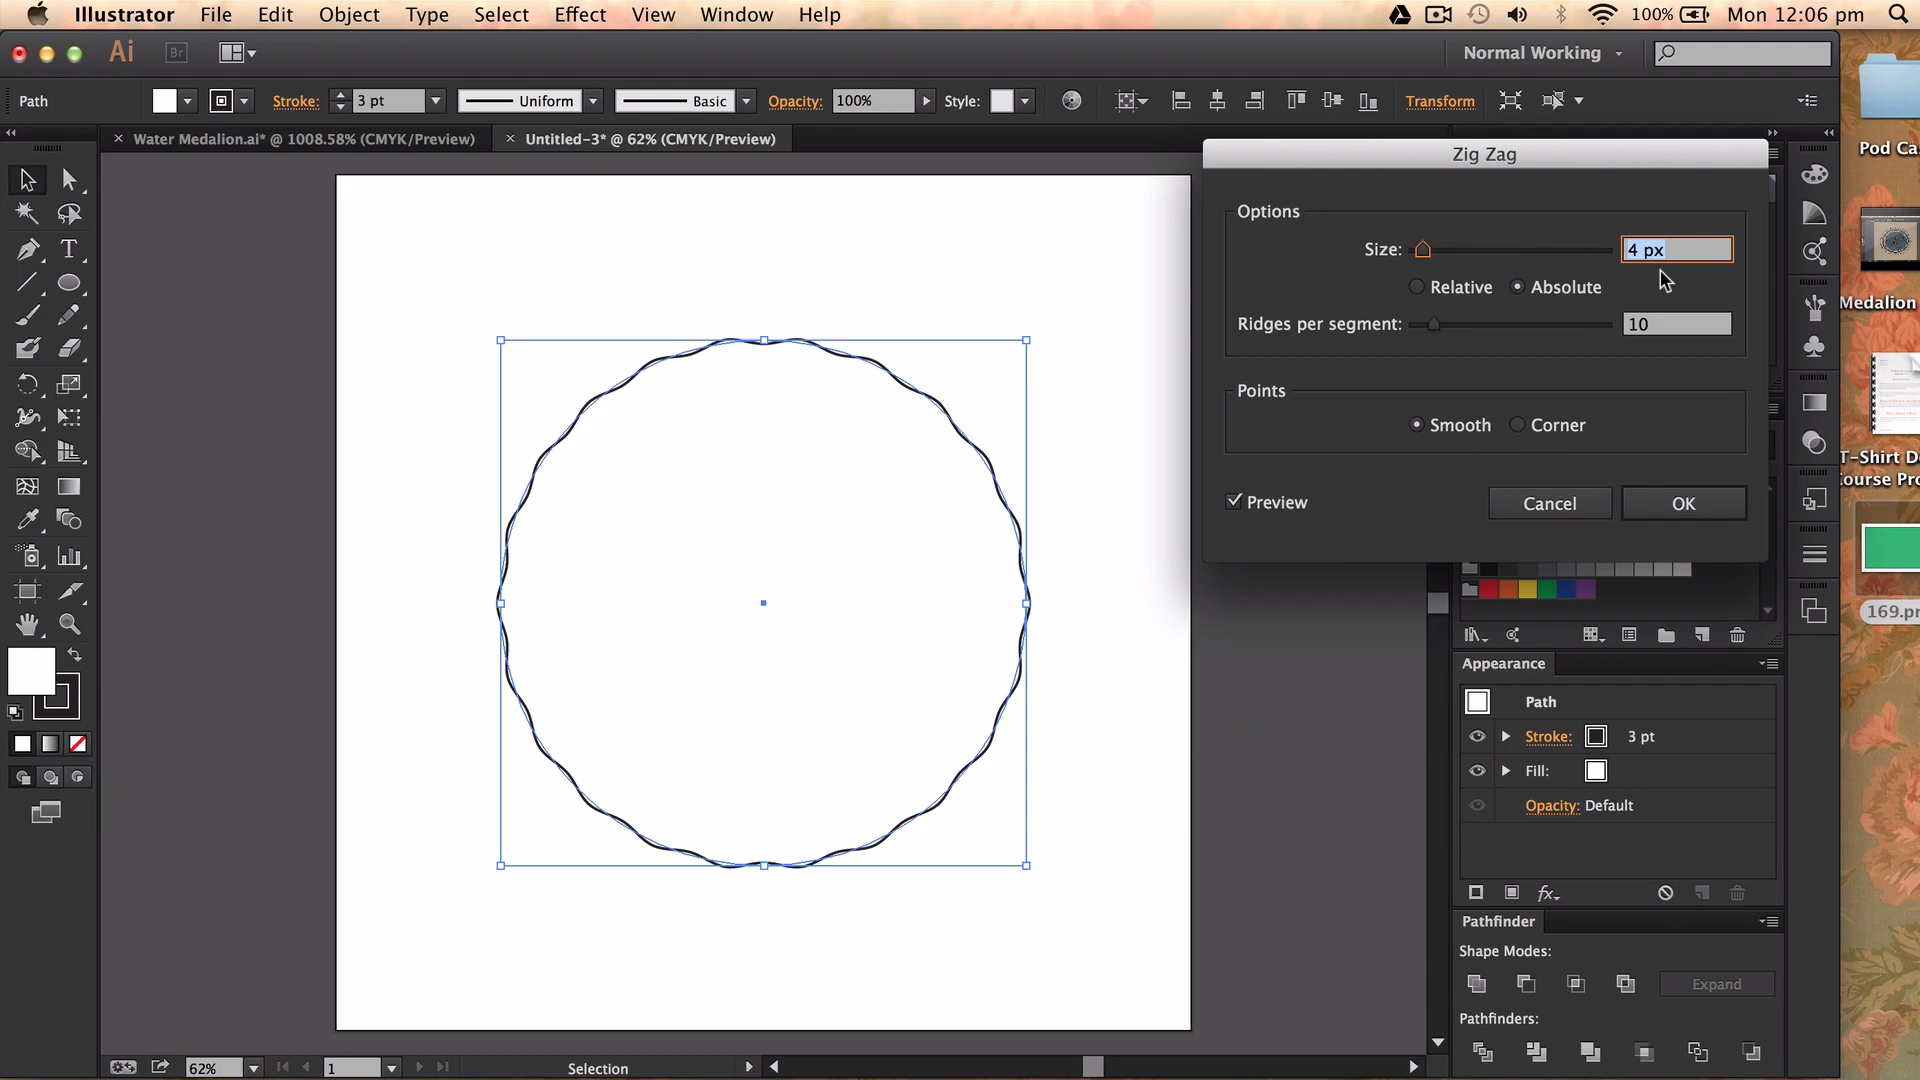 Illustrator File Edit Object Type Select Effect View Window Help 100% Mon 12:06 pm
Ai Br Normal Working
Path Stroke: 3 pt Uniform Basic Opacity: 100% Style: Transform
Water Medalion.ai* @ 1008.58% (CMYK/Preview) Untitled-3* @ 62% (CMYK/Preview)
Zig Zag
Options
Size: 4 px
Relative Absolute
Ridges per segment: 10
Points
Smooth Corner
Preview Cancel OK
Pod Ca
Medalion
T-Shirt D
Course Pro
169.pr
Appearance
Path
Stroke: 3 pt
Fill:
Opacity: Default
fx
Pathfinder
Shape Modes:
Expand
Pathfinders:
62% 1 Selection